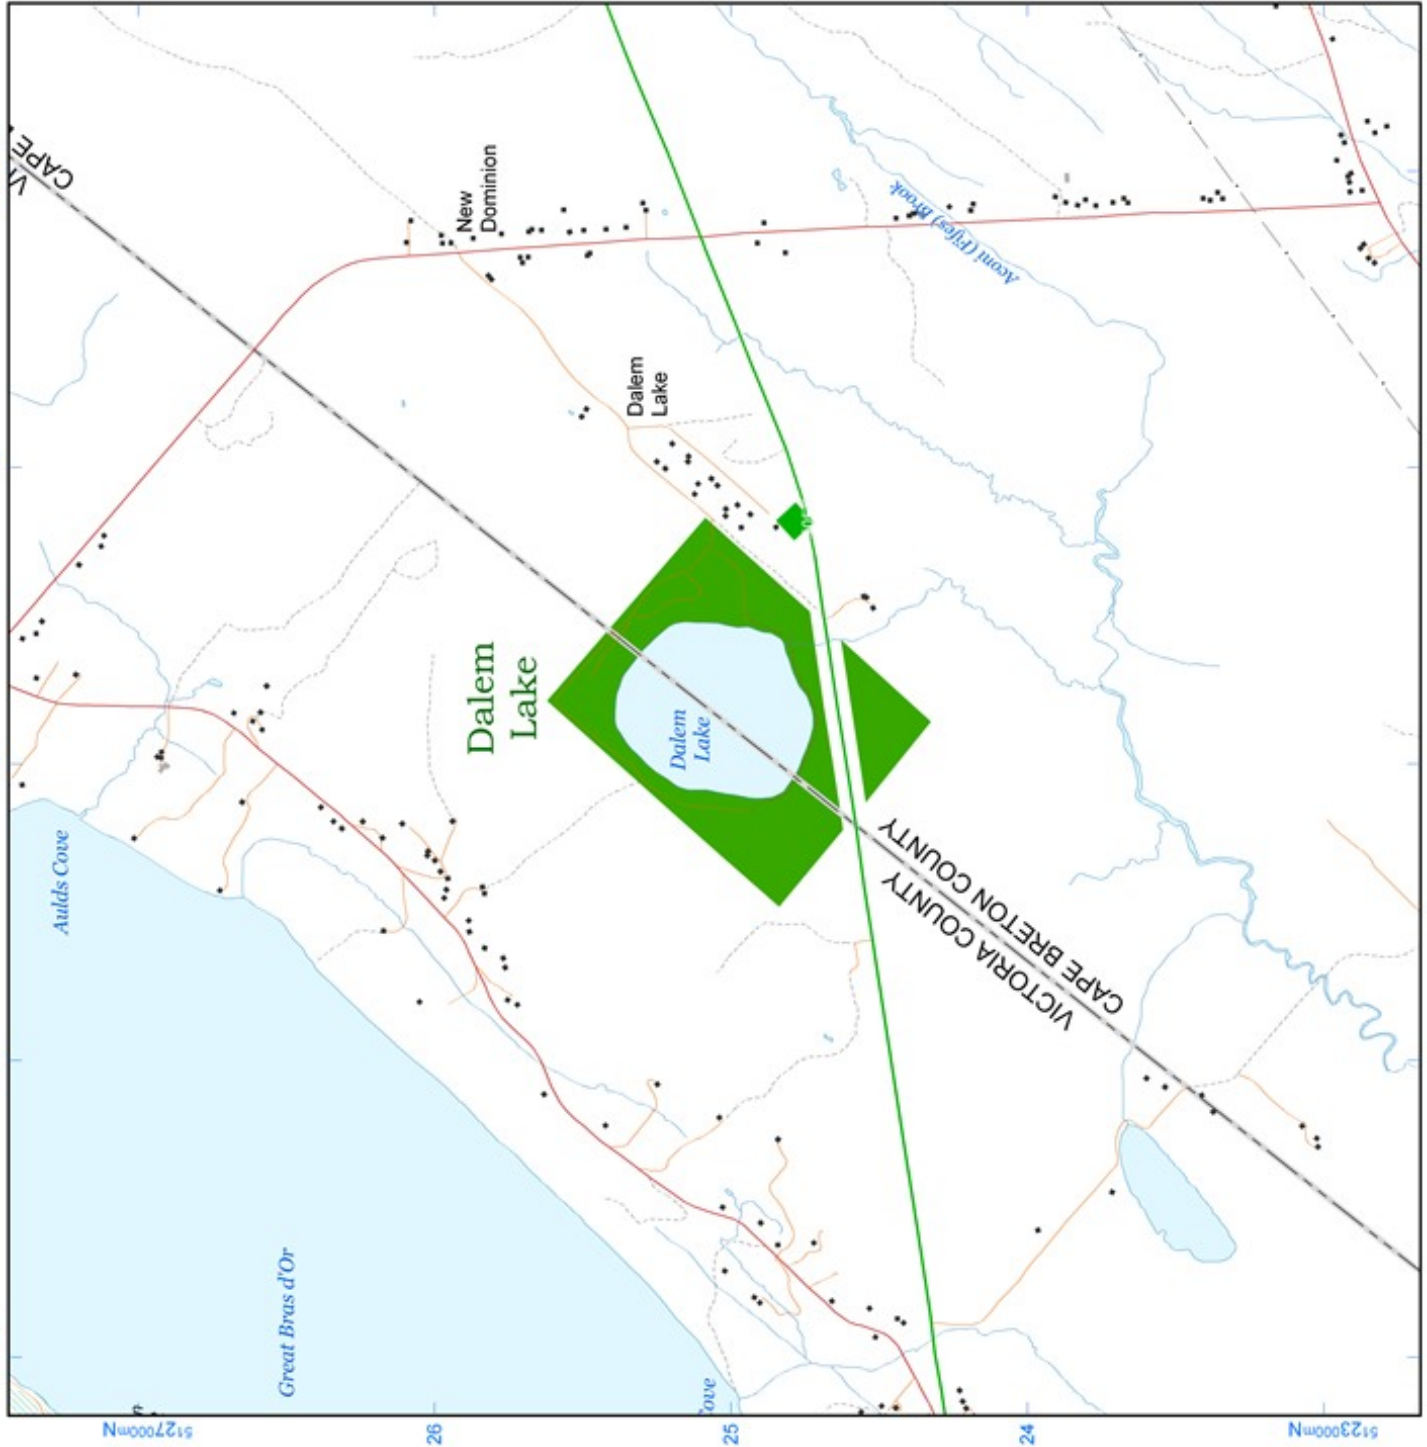 VI
CAPE
New
Dominion
Aconi (Fifes) Brook
Dalem
Lake
Dalem
Lake
Dalem
Lake
Aulds Cove
VICTORIA COUNTY
CAPE BRETON COUNTY
Great Bras d'Or
ove
5127000mN
26
25
24
5123000mN